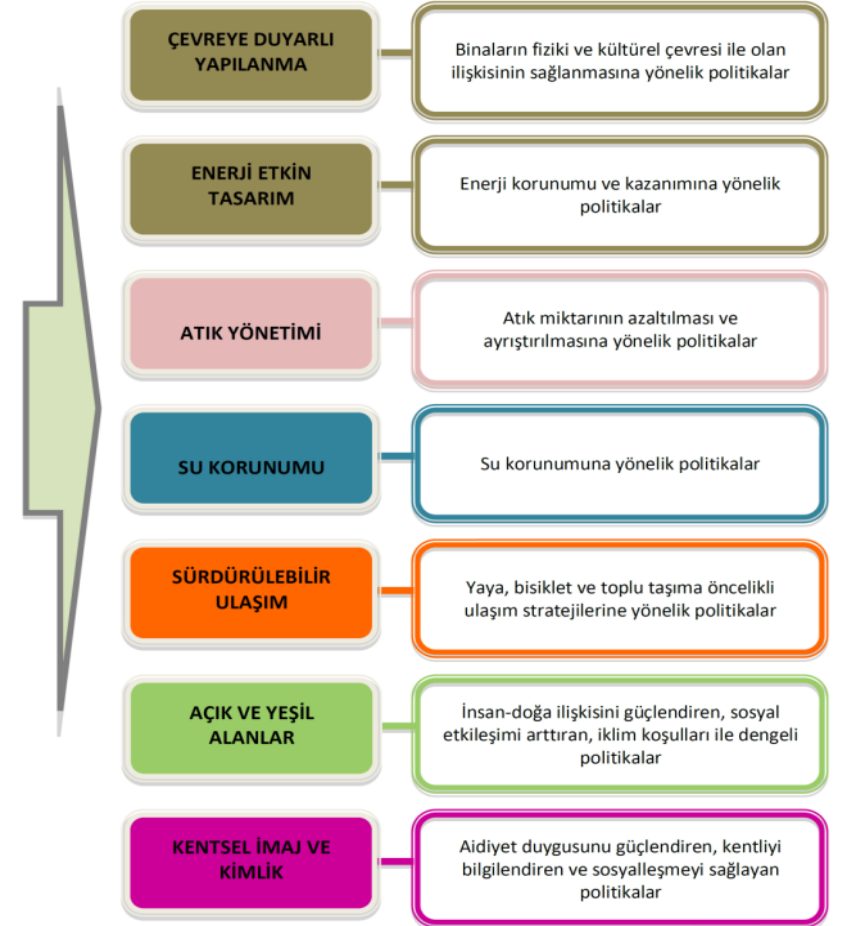 ÇEVREYE DUYARLI
YAPILANMA
Binaların fiziki ve kültürel çevresi ile olan
ilişkisinin sağlanmasına yönelik politikalar
ENERJİ ETKİN
TASARIM
Enerji korunumu ve kazanımına yönelik
politikalar
ATIK YÖNETİMİ
Atık miktarının azaltılması ve
ayrıştırılmasına yönelik politikalar
SU KORUNUMU
Su korunumuna yönelik politikalar
SÜRDÜRÜLEBİLİR
ULAŞIM
Yaya, bisiklet ve toplu taşıma öncelikli
ulaşım stratejilerine yönelik politikalar
AÇIK VE YEŞİL
ALANLAR
İnsan-doğa ilişkisini güçlendiren, sosyal
etkileşimi arttıran, iklim koşulları ile dengeli
politikalar
KENTSEL İMAJ VE
KİMLİK
Aidiyet duygusunu güçlendiren, kentliyi
bilgilendiren ve sosyalleşmeyi sağlayan
politikalar